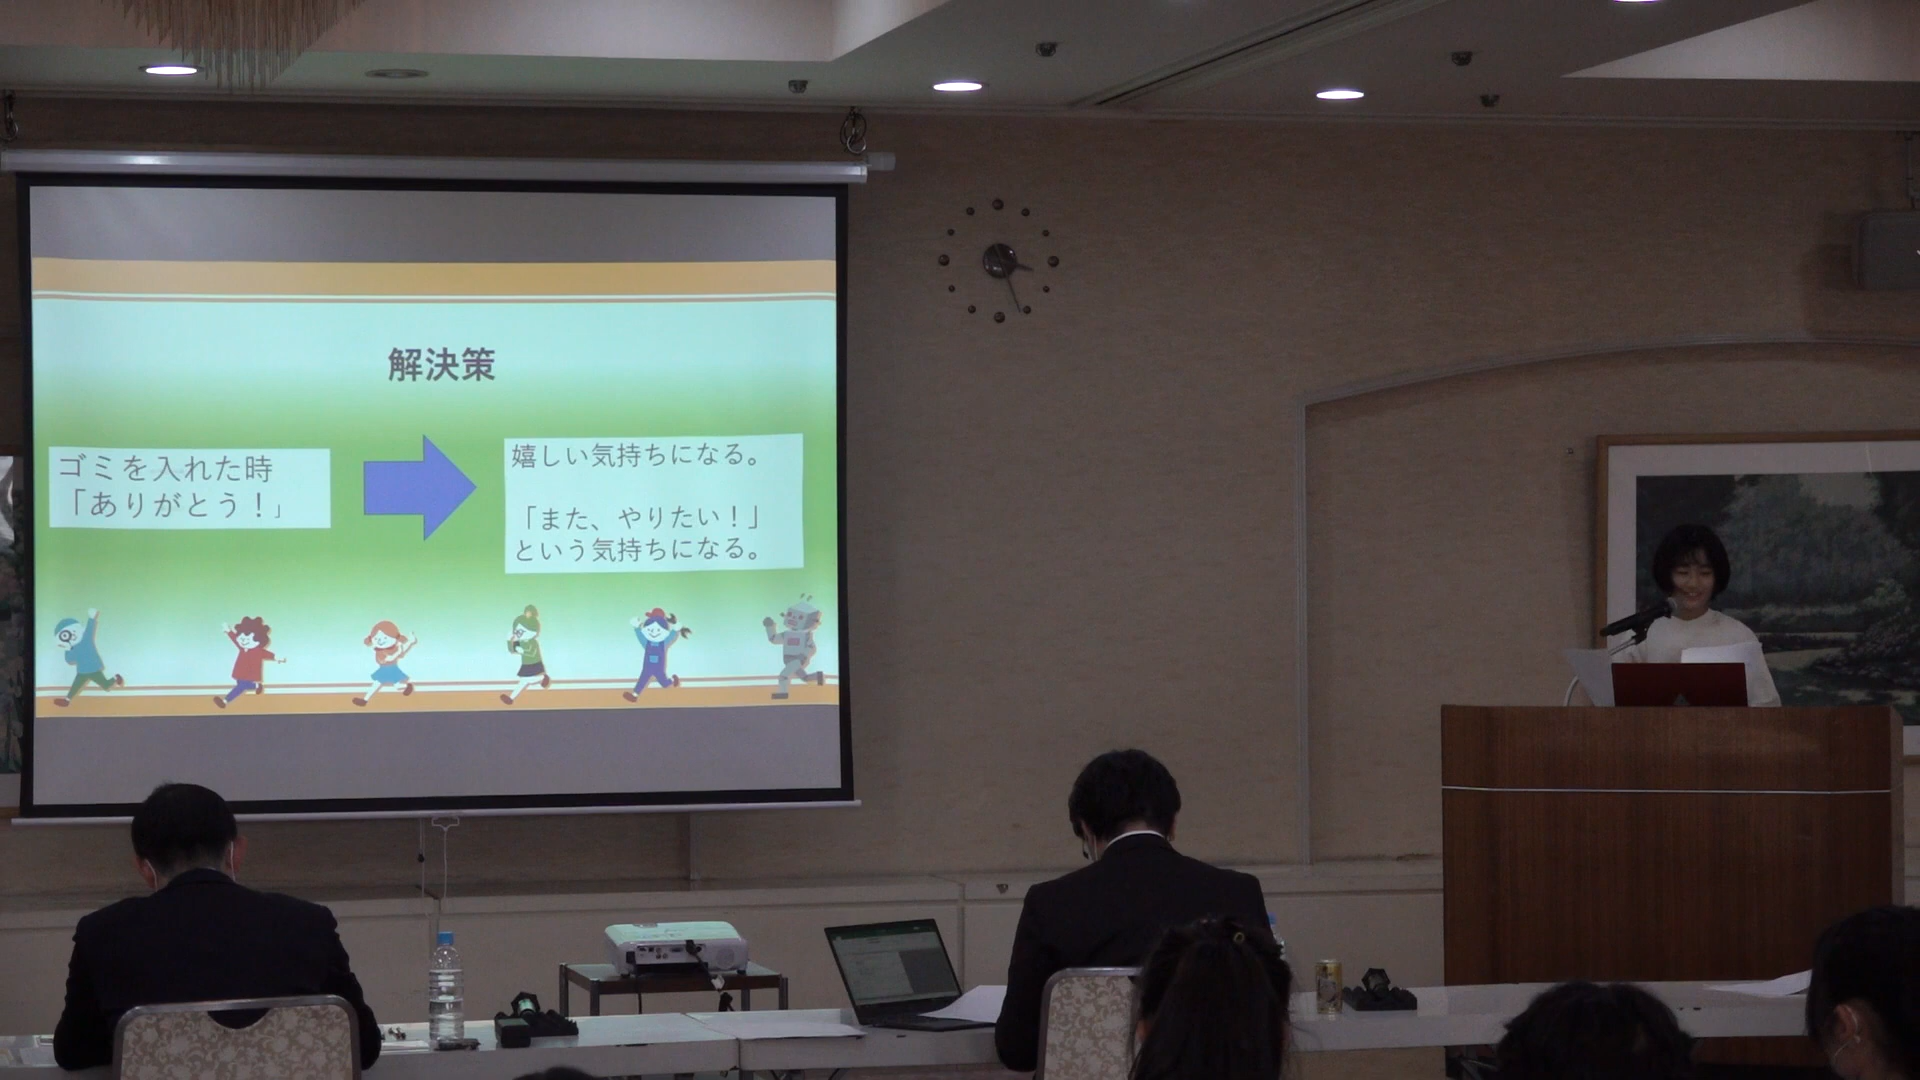 解決策
ゴミを入れた時
「ありがとう！」
嬉しい気持ちになる。
「また、やりたい！」
という気持ちになる。